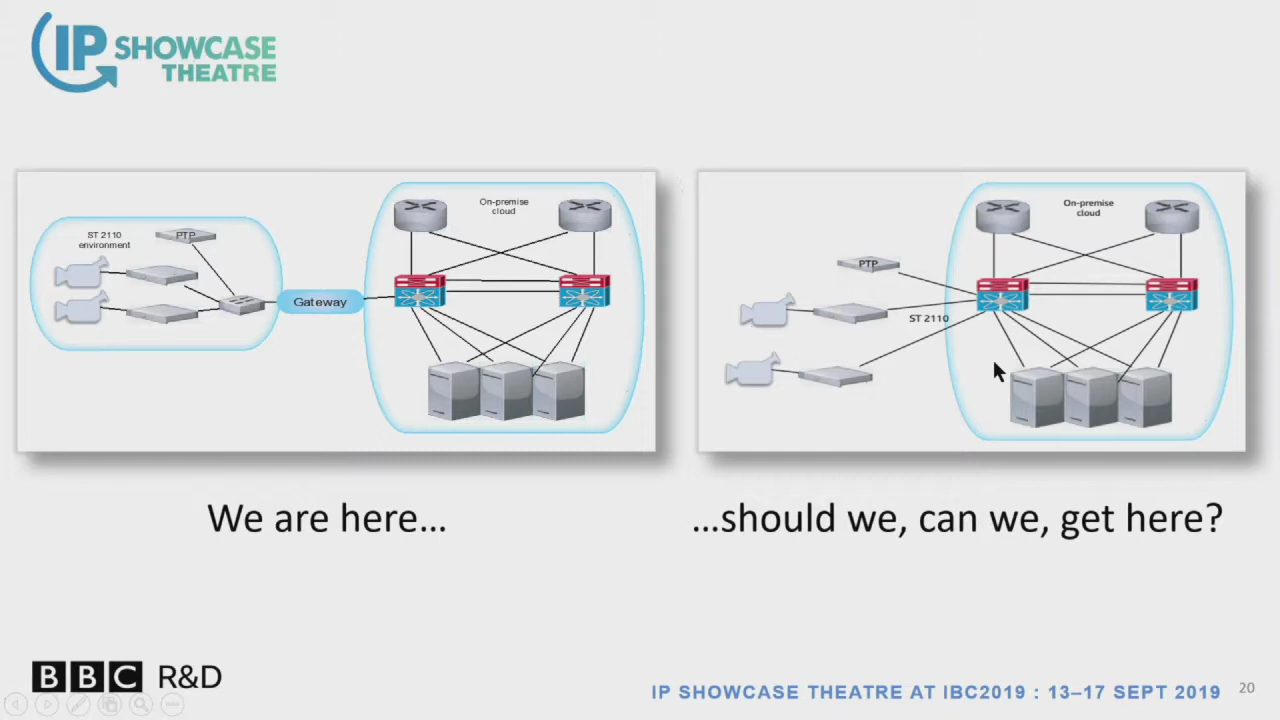 IP SHOWCASE
THEATRE
ST 2110
environment
PTP
Gateway
On-premise
cloud
On-premise
cloud
PTP
ST 2110
We are here...
...should we, can we, get here?
BBC R&D
IP SHOWCASE THEATRE AT IBC2019 : 13–17 SEPT 2019
20